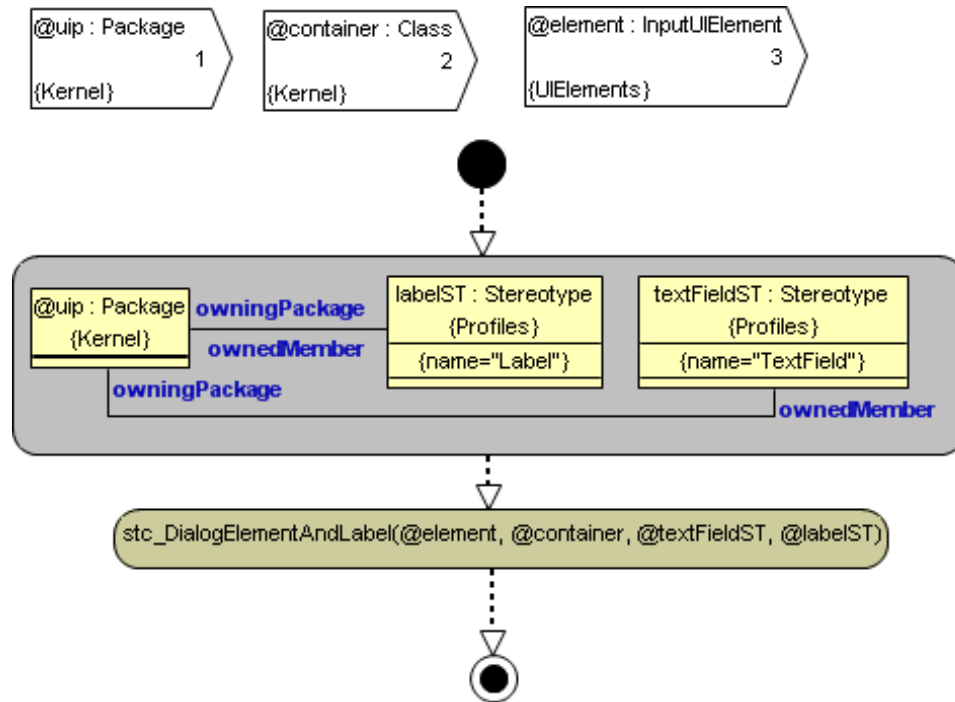 @uip : Package
1
{Kernel}
@container : Class
2
{Kernel}
@element : InputUIElement
3
{UIElements}
@uip : Package
{Kernel}
owningPackage
ownedMember
labelST : Stereotype
{Profiles}
{name="Label"}
textFieldST : Stereotype
{Profiles}
{name="TextField"}
owningPackage
ownedMember
stc_DialogElementAndLabel(@element, @container, @textFieldST, @labelST)